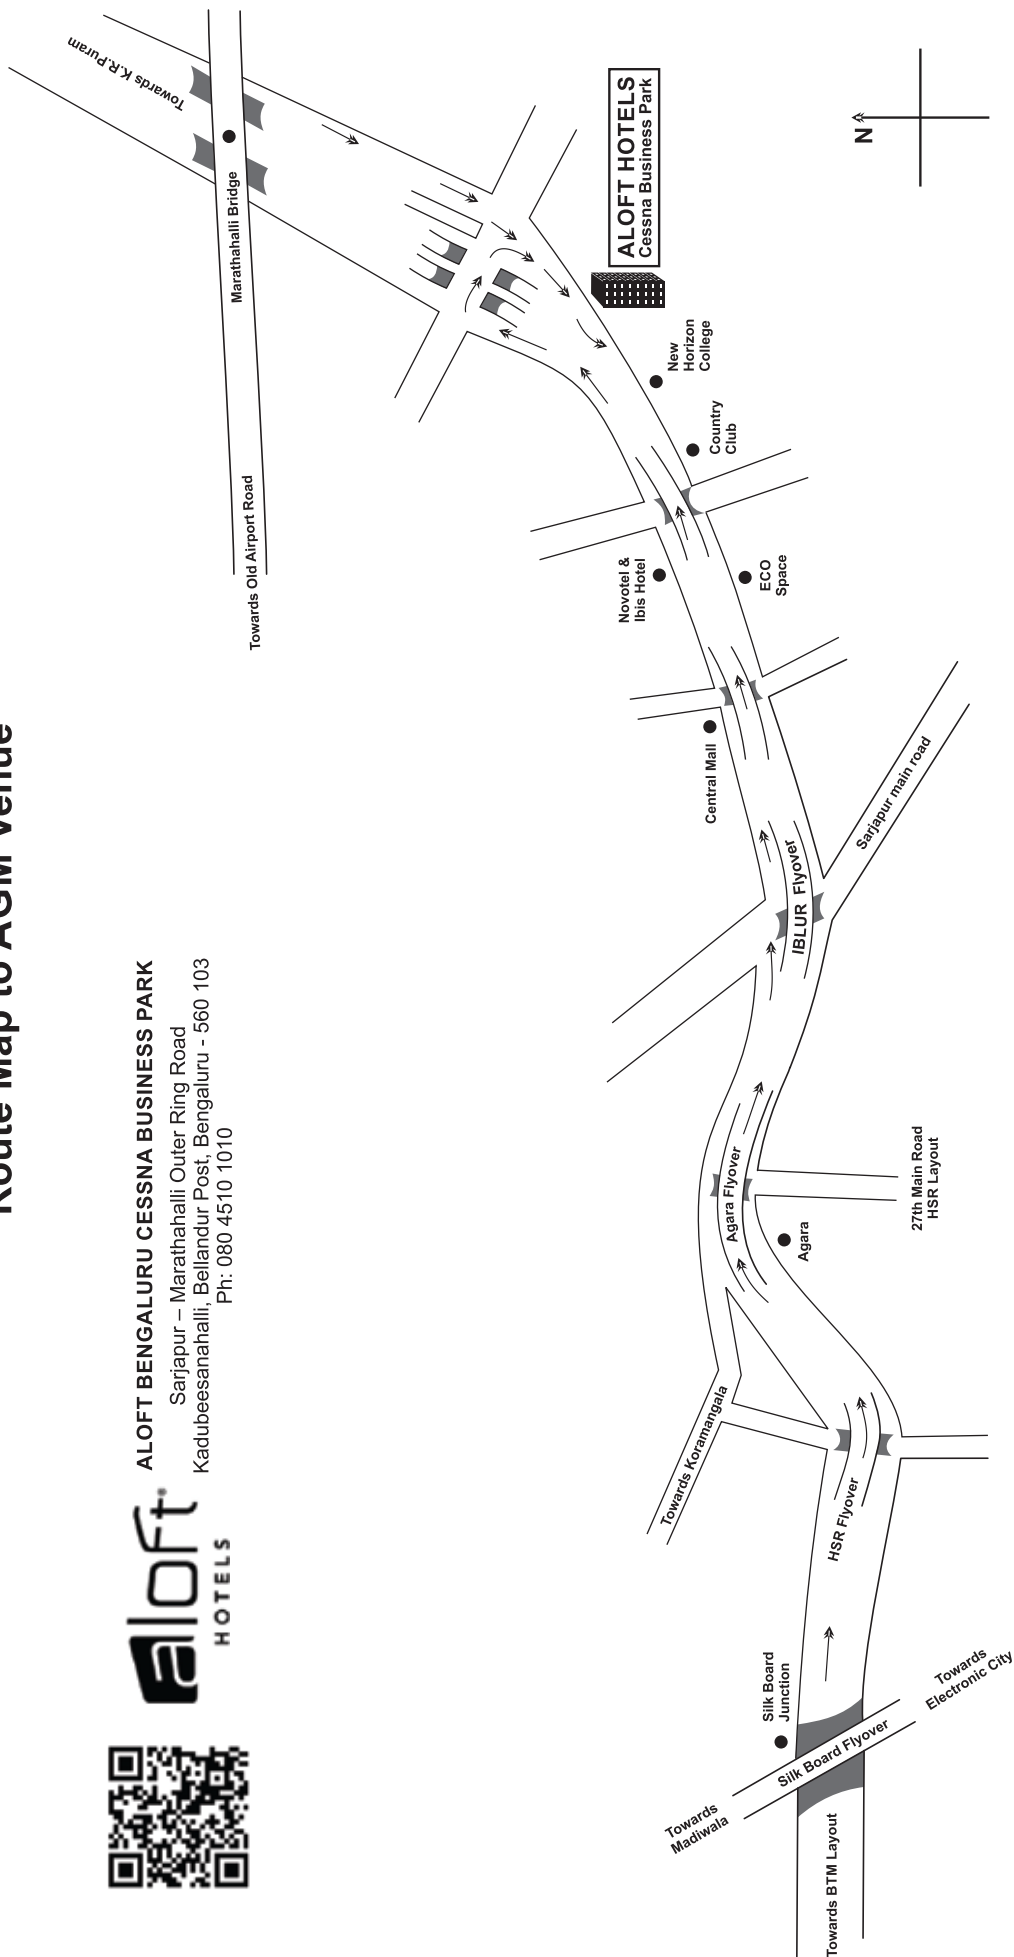 Route Map to AGM Venue
aloft®
HOTELS
ALOFT BENGALURU CESSNA BUSINESS PARK
Sarjapur – Marathahalli Outer Ring Road
Kadubeesanahalli, Bellandur Post, Bengaluru - 560 103
Ph: 080 4510 1010
Towards K.R.Puram
Marathahalli Bridge
Towards Old Airport Road
ALOFT HOTELS
Cessna Business Park
N
New
Horizon
College
Country
Club
Novotel &
Ibis Hotel
ECO
Space
Central Mall
Sarjapur main road
IBLUR Flyover
Agara Flyover
27th Main Road
HSR Layout
Agara
Towards Koramangala
HSR Flyover
Silk Board
Junction
Towards
Electronic City
Silk Board Flyover
Towards
Madiwala
Towards BTM Layout